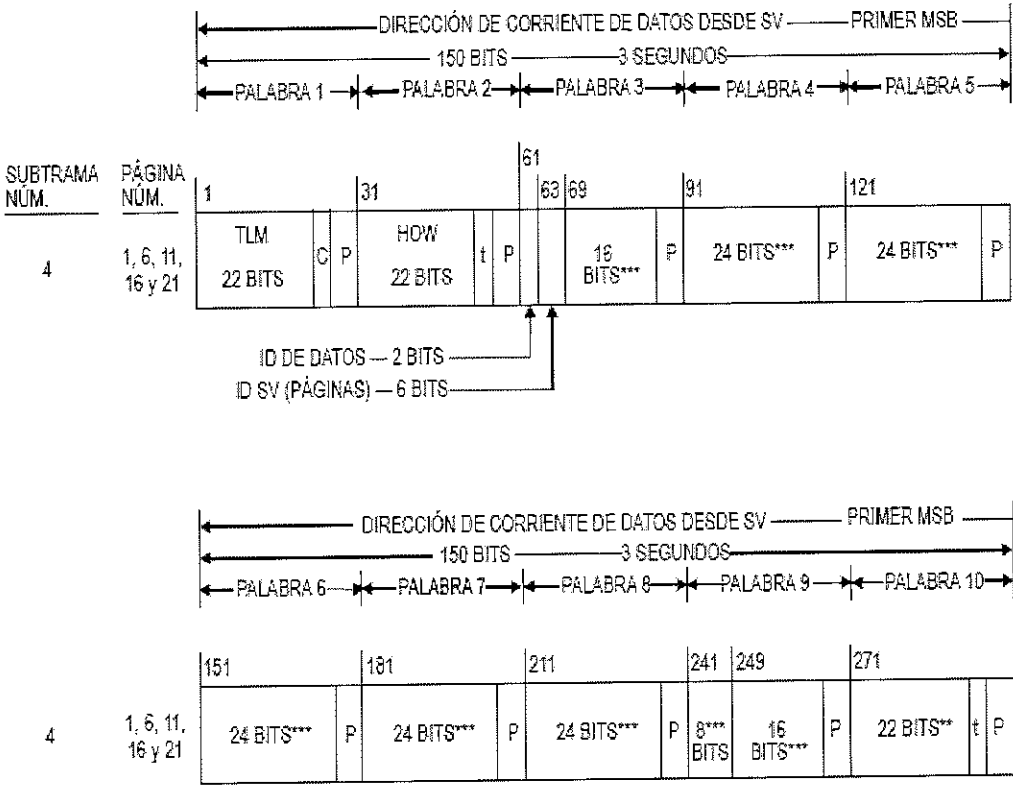 DIRECCIÓN DE CORRIENTE DE DATOS DESDE SV PRIMER MSB
150 BITS 3 SEGUNDOS
PALABRA 1 PALABRA 2 PALABRA 3 PALABRA 4 PALABRA 5
SUBTRAMA NÚM. PÁGINA NÚM.
1 31 61 63 69 91 121
4 1, 6, 11, 16 y 21
TLM 22 BITS C P HOW 22 BITS t P 16 BITS*** P 24 BITS*** P 24 BITS*** P
ID DE DATOS — 2 BITS
ID SV (PÁGINAS) — 6 BITS
DIRECCIÓN DE CORRIENTE DE DATOS DESDE SV PRIMER MSB
150 BITS 3 SEGUNDOS
PALABRA 6 PALABRA 7 PALABRA 8 PALABRA 9 PALABRA 10
151 181 211 241 249 271
4 1, 6, 11, 16 y 21
24 BITS*** P 24 BITS*** P 24 BITS*** P 8*** BITS 16 BITS*** P 22 BITS** t P